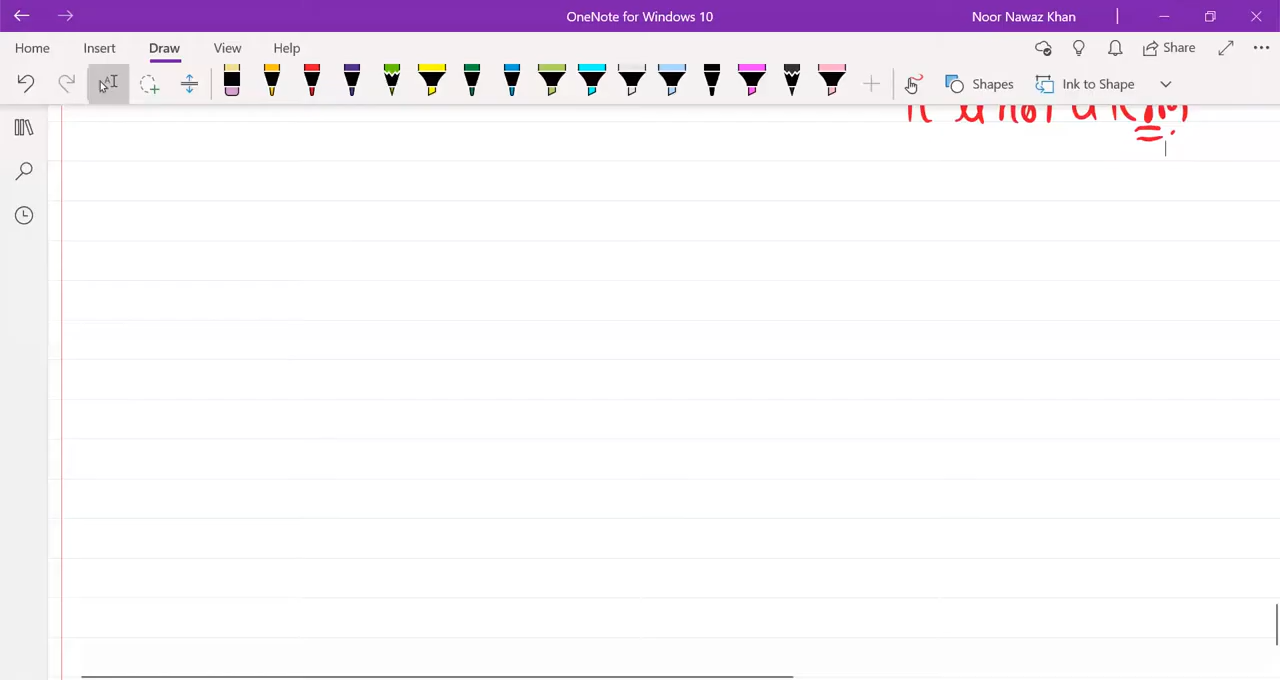 OneNote for Windows 10
Noor Nawaz Khan
Home Insert Draw View Help
Share
Shapes
Ink to Shape